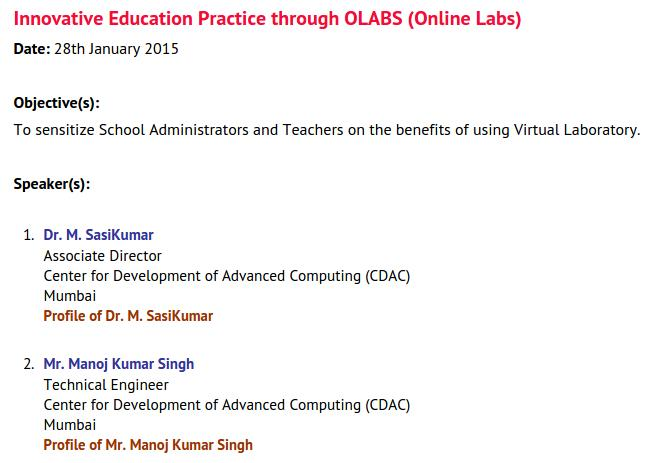 Innovative Education Practice through OLABS (Online Labs)
Date: 28th January 2015
Objective(s):
To sensitize School Administrators and Teachers on the benefits of using Virtual Laboratory.
Speaker(s):
1. Dr. M. SasiKumar
Associate Director
Center for Development of Advanced Computing (CDAC)
Mumbai
Profile of Dr. M. SasiKumar
2. Mr. Manoj Kumar Singh
Technical Engineer
Center for Development of Advanced Computing (CDAC)
Mumbai
Profile of Mr. Manoj Kumar Singh